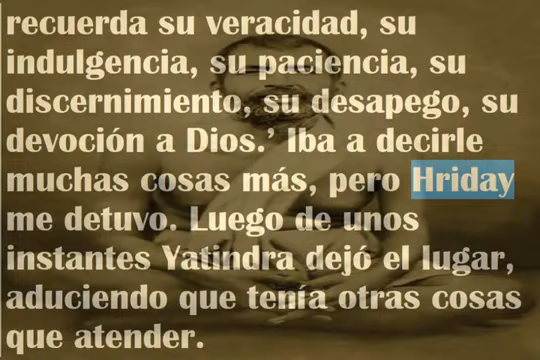 recuerda su veracidad, su
indulgencia, su paciencia, su
discernimiento, su desapego, su
devoción a Dios.’ Iba a decirle
muchas cosas más, pero Hriday
me detuvo. Luego de unos
instantes Yatindra dejó el lugar,
aduciendo que tenía otras cosas
que atender.